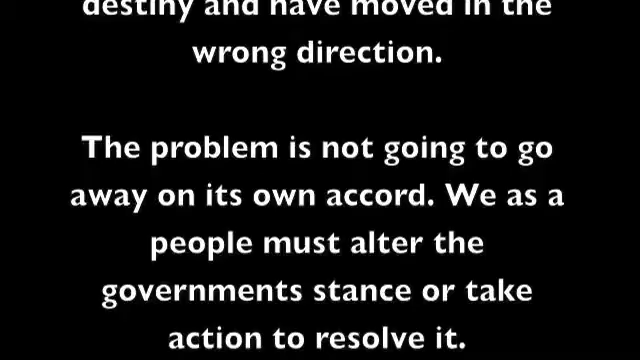 destiny and have moved in the
wrong direction.
The problem is not going to go
away on its own accord. We as a
people must alter the
governments stance or take
action to resolve it.